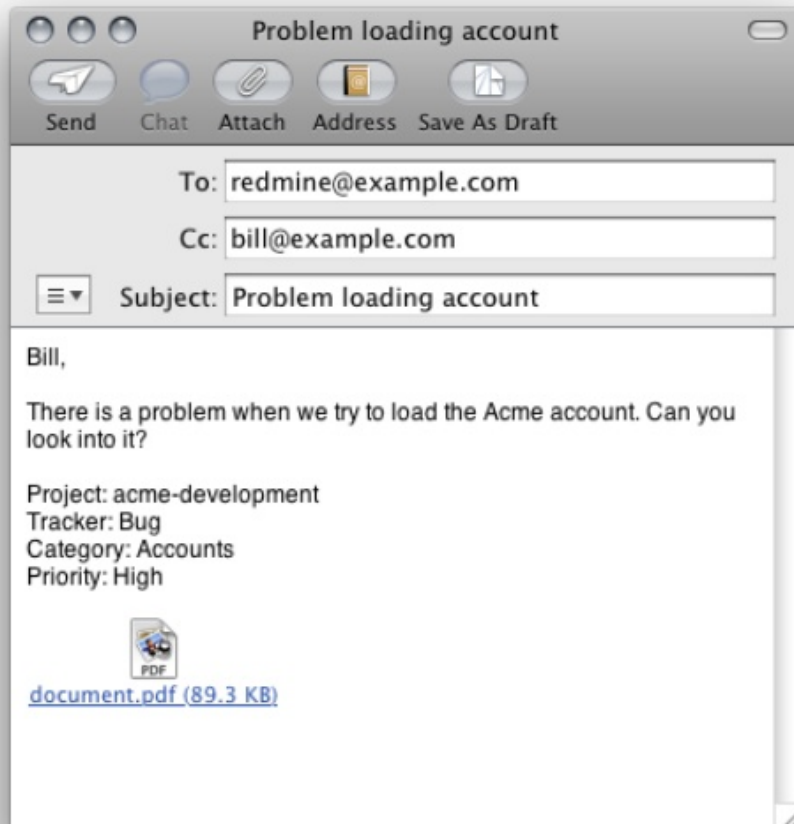 Problem loading account
Send Chat Attach Address Save As Draft
To: redmine@example.com
Cc: bill@example.com
Subject: Problem loading account
Bill,
There is a problem when we try to load the Acme account. Can you
look into it?
Project: acme-development
Tracker: Bug
Category: Accounts
Priority: High
PDF
document.pdf (89.3 KB)